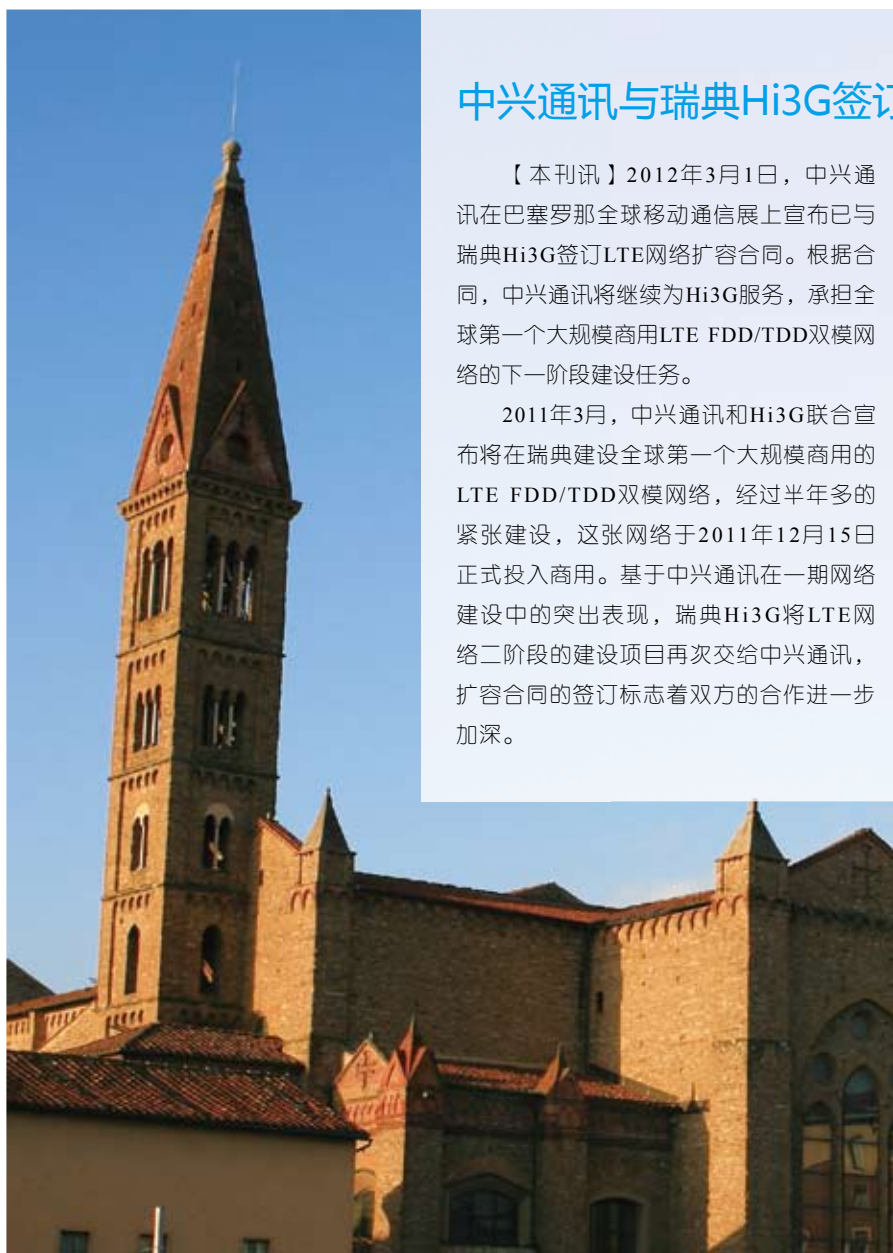 中兴通讯与瑞典Hi3G签订
【本刊讯】2012年3月1日，中兴通
讯在巴塞罗那全球移动通信展上宣布已与
瑞典Hi3G签订LTE网络扩容合同。根据合
同，中兴通讯将继续为Hi3G服务，承担全
球第一个大规模商用LTE FDD/TDD双模网
络的下一阶段建设任务。
2011年3月，中兴通讯和Hi3G联合宣
布将在瑞典建设全球第一个大规模商用的
LTE FDD/TDD双模网络，经过半年多的
紧张建设，这张网络于2011年12月15日
正式投入商用。基于中兴通讯在一期网络
建设中的突出表现，瑞典Hi3G将LTE网
络二阶段的建设项目再次交给中兴通讯，
扩容合同的签订标志着双方的合作进一步
加深。